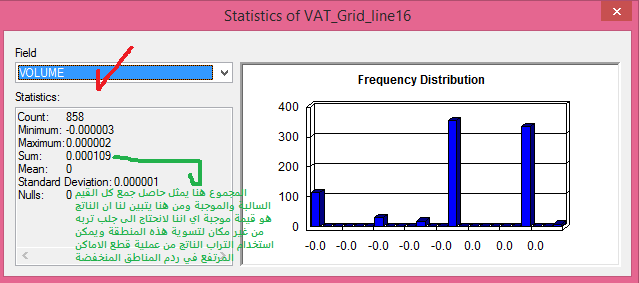 Statistics of VAT_Grid_line16
Field
VOLUME
Statistics:
Count: 858
Minimum: -0.000003
Maximum: 0.000002
Sum: 0.000109
Mean: 0
Standard Deviation: 0.000001
Nulls: 0
المجموع هنا يمثل حاصل جمع كل القيم
السالبة والموجبة ومن هنا يتبين لنا ان الناتج
هو قيمة موجبة اي اننا لانحتاج الى جلب تربه
من غير مكان لتسوية هذه المنطقة ويمكن
استخدام التراب الناتج من عملية قطع الاماكن
المرتفع في ردم المناطق المنخفضة
Frequency Distribution
400
300
200
100
0
-0.0 -0.0 -0.0 -0.0 -0.0 0.0 0.0 0.0